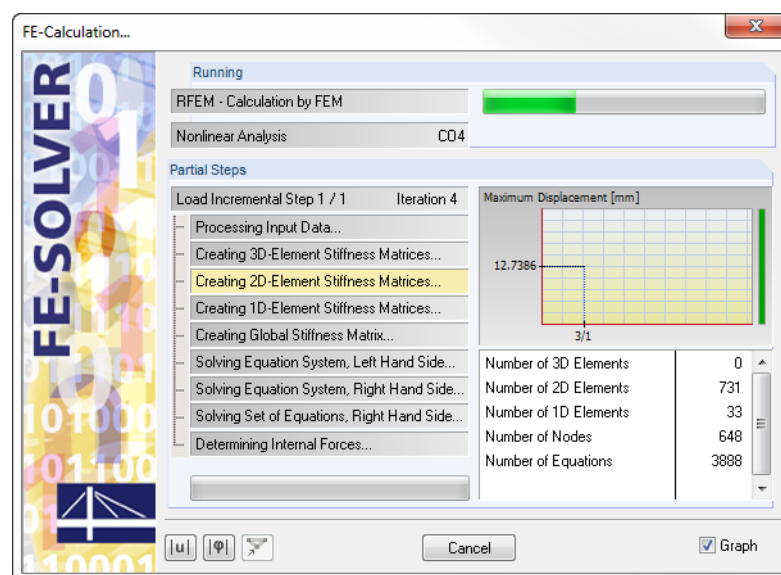 FE-Calculation...
FE-SOLVER
Running
RFEM - Calculation by FEM
Nonlinear Analysis CO4
Partial Steps
Load Incremental Step 1 / 1 Iteration 4
Processing Input Data...
Creating 3D-Element Stiffness Matrices...
Creating 2D-Element Stiffness Matrices...
Creating 1D-Element Stiffness Matrices...
Creating Global Stiffness Matrix...
Solving Equation System, Left Hand Side...
Solving Equation System, Right Hand Side...
Solving Set of Equations, Right Hand Side...
Determining Internal Forces...
Maximum Displacement [mm]
12.7386
3/1
Number of 3D Elements 0
Number of 2D Elements 731
Number of 1D Elements 33
Number of Nodes 648
Number of Equations 3888
|u| |φ|
Cancel
Graph